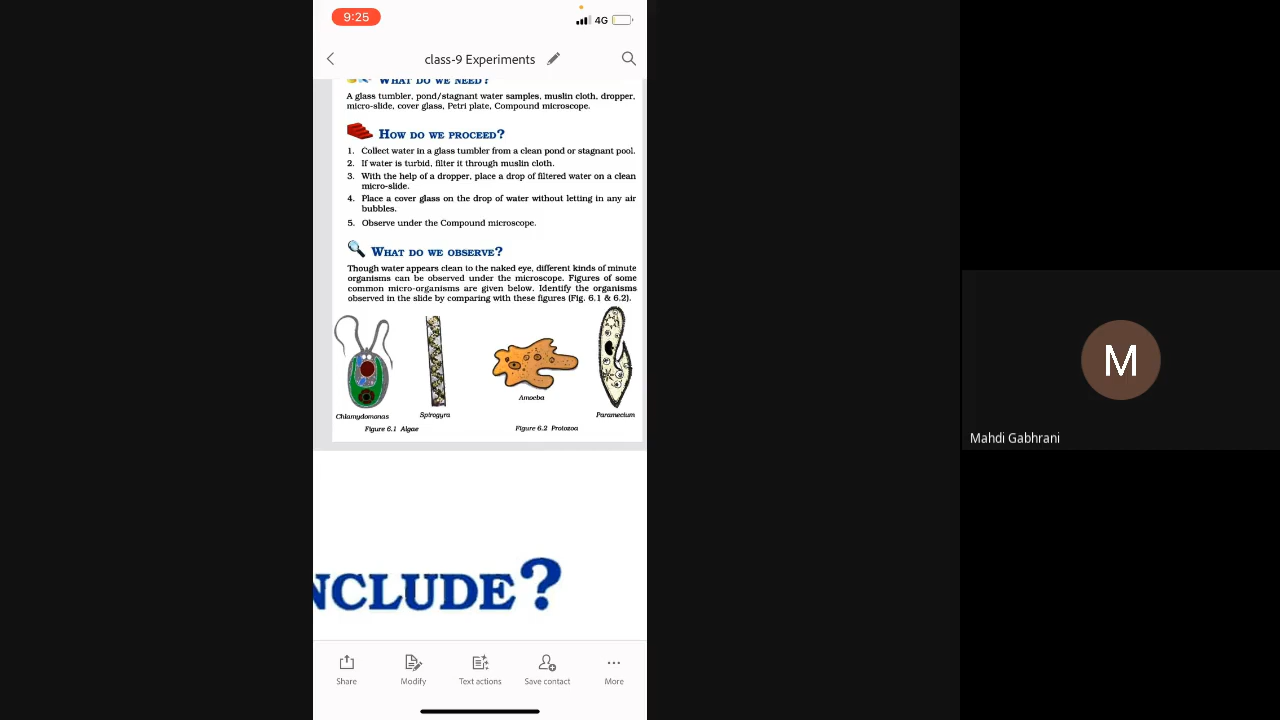 9:25
4G
class-9 Experiments
WHAT DO WE NEED?
A glass tumbler, pond/stagnant water samples, muslin cloth, dropper,
micro-slide, cover glass, Petri plate, Compound microscope.
HOW DO WE PROCEED?
1. Collect water in a glass tumbler from a clean pond or stagnant pool.
2. If water is turbid, filter it through muslin cloth.
3. With the help of a dropper, place a drop of filtered water on a clean
micro-slide.
4. Place a cover glass on the drop of water without letting in any air
bubbles.
5. Observe under the Compound microscope.
WHAT DO WE OBSERVE?
Though water appears clean to the naked eye, different kinds of minute
organisms can be observed under the microscope. Figures of some
common micro-organisms are given below. Identify the organisms
observed in the slide by comparing with these figures (Fig. 6.1 & 6.2).
Chlamydomonas
Spirogyra
Amoeba
Paramecium
Figure 6.1 Algae
Figure 6.2 Protozoa
NCLUDE?
Share
Modify
Text actions
Save contact
More
M
Mahdi Gabhrani